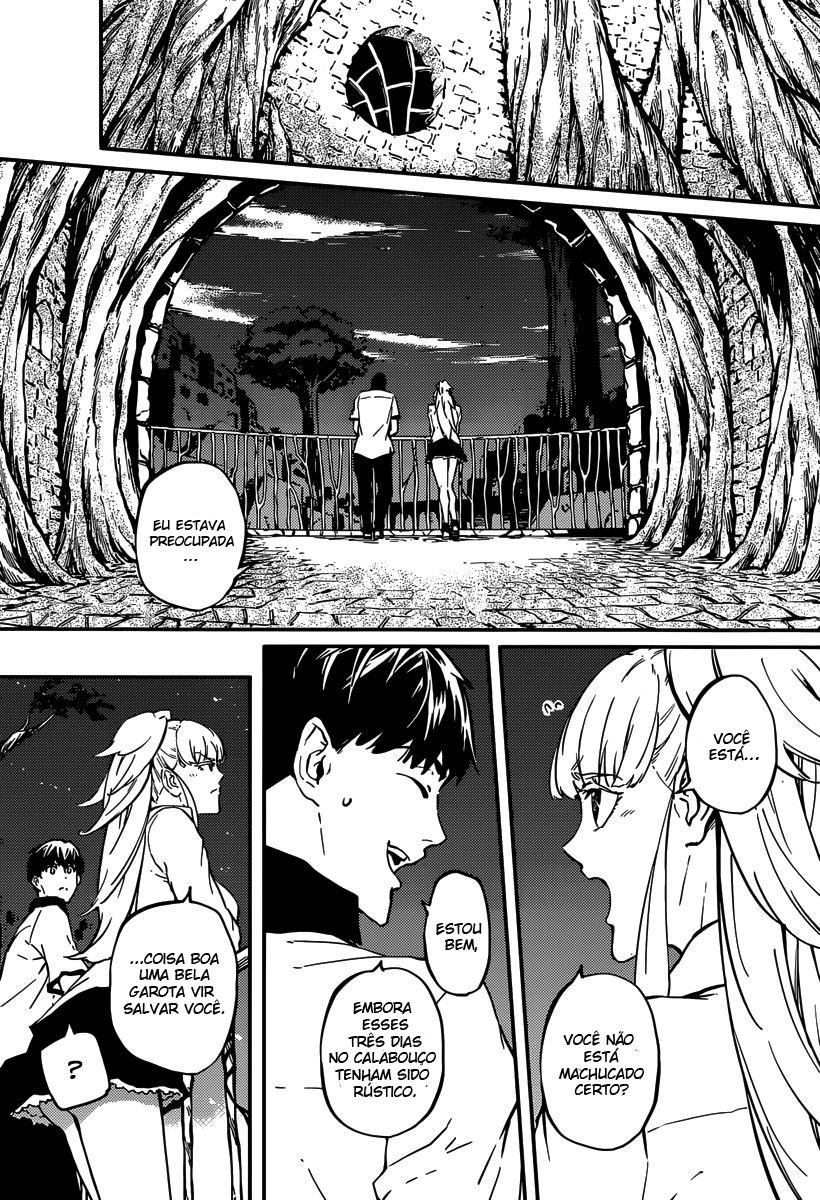 EU ESTAVA
PREOCUPADA
...
VOCÊ
ESTÁ...
VOCÊ NÃO
ESTÁ
MACHUCADO
CERTO?
ESTOU
BEM,
EMBORA
ESSES
TRÊS DIAS
NO CALABOUÇO
TENHAM SIDO
RÚSTICO.
...COISA BOA
UMA BELA
GAROTA VIR
SALVAR VOCÊ.
?